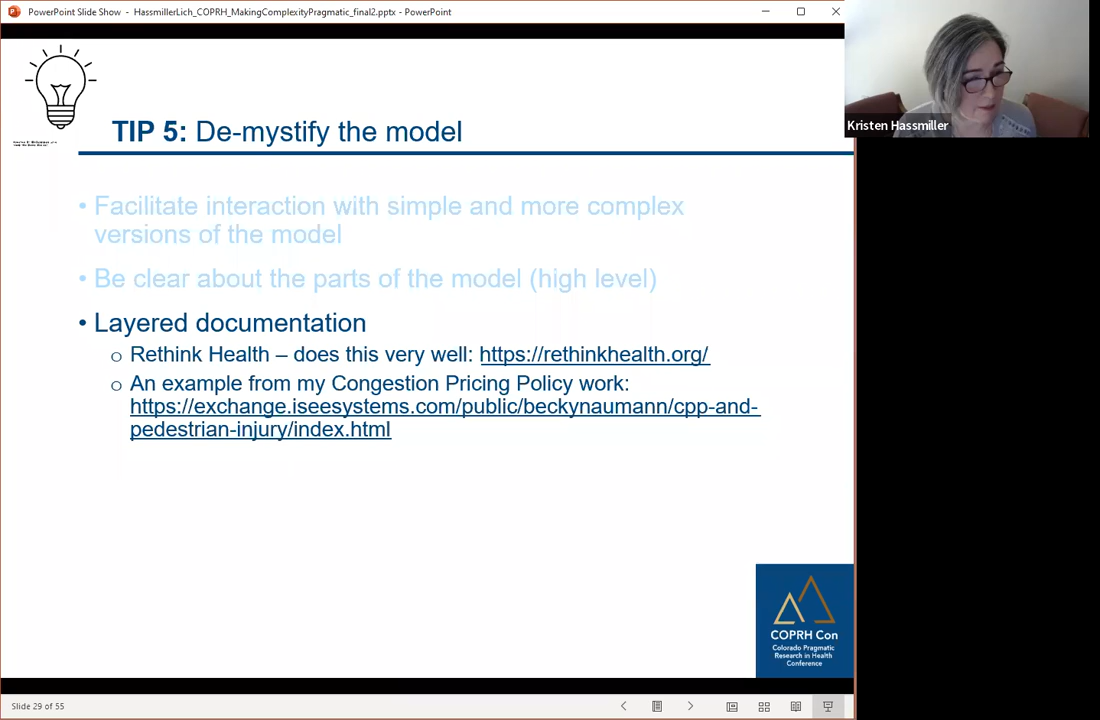 PowerPoint Slide Show - HassmillerLich_COPRH_MakingComplexityPragmatic_final2.pptx - PowerPoint
Kristen Hassmiller
TIP 5: De-mystify the model
• Facilitate interaction with simple and more complex
versions of the model
• Be clear about the parts of the model (high level)
• Layered documentation
o Rethink Health – does this very well: https://rethinkhealth.org/
o An example from my Congestion Pricing Policy work:
https://exchange.iseesystems.com/public/beckynaumann/cpp-and-
pedestrian-injury/index.html
COPRH Con
Colorado Pragmatic
Research in Health
Conference
Slide 29 of 55